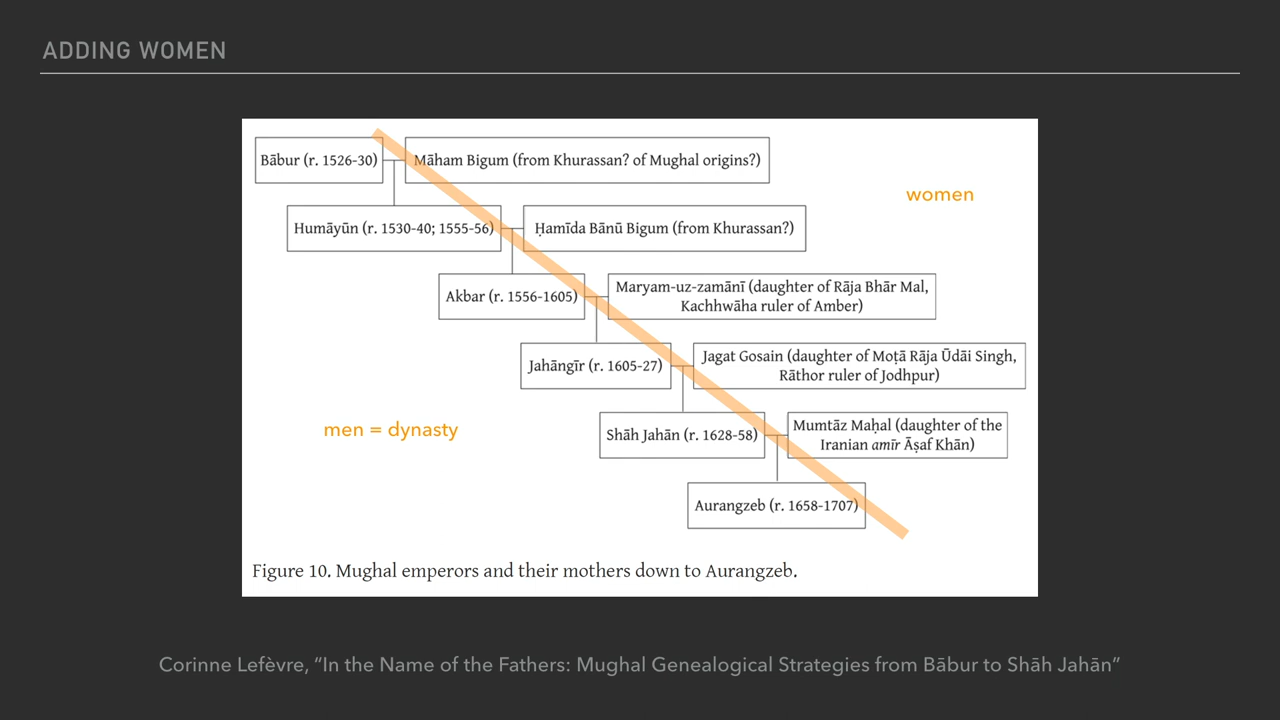 ADDING WOMEN
Bābur (r. 1526-30)
Māham Bigum (from Khurassan? of Mughal origins?)
women
Humāyūn (r. 1530-40; 1555-56)
Ḥamīda Bānū Bigum (from Khurassan?)
Akbar (r. 1556-1605)
Maryam-uz-zamānī (daughter of Rāja Bhār Mal,
Kachhwāha ruler of Amber)
Jahāngīr (r. 1605-27)
Jagat Gosain (daughter of Moṭā Rāja Ūdāi Singh,
Rāthor ruler of Jodhpur)
men = dynasty
Shāh Jahān (r. 1628-58)
Mumtāz Maḥal (daughter of the
Iranian amīr Āṣaf Khān)
Aurangzeb (r. 1658-1707)
Figure 10. Mughal emperors and their mothers down to Aurangzeb.
Corinne Lefèvre, “In the Name of the Fathers: Mughal Genealogical Strategies from Bābur to Shāh Jahān”